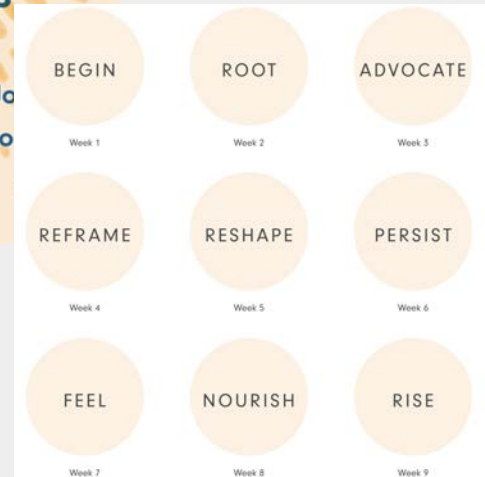 BEGIN ROOT ADVOCATE
Week 1 Week 2 Week 3
REFRAME RESHAPE PERSIST
Week 4 Week 5 Week 6
FEEL NOURISH RISE
Week 7 Week 8 Week 9